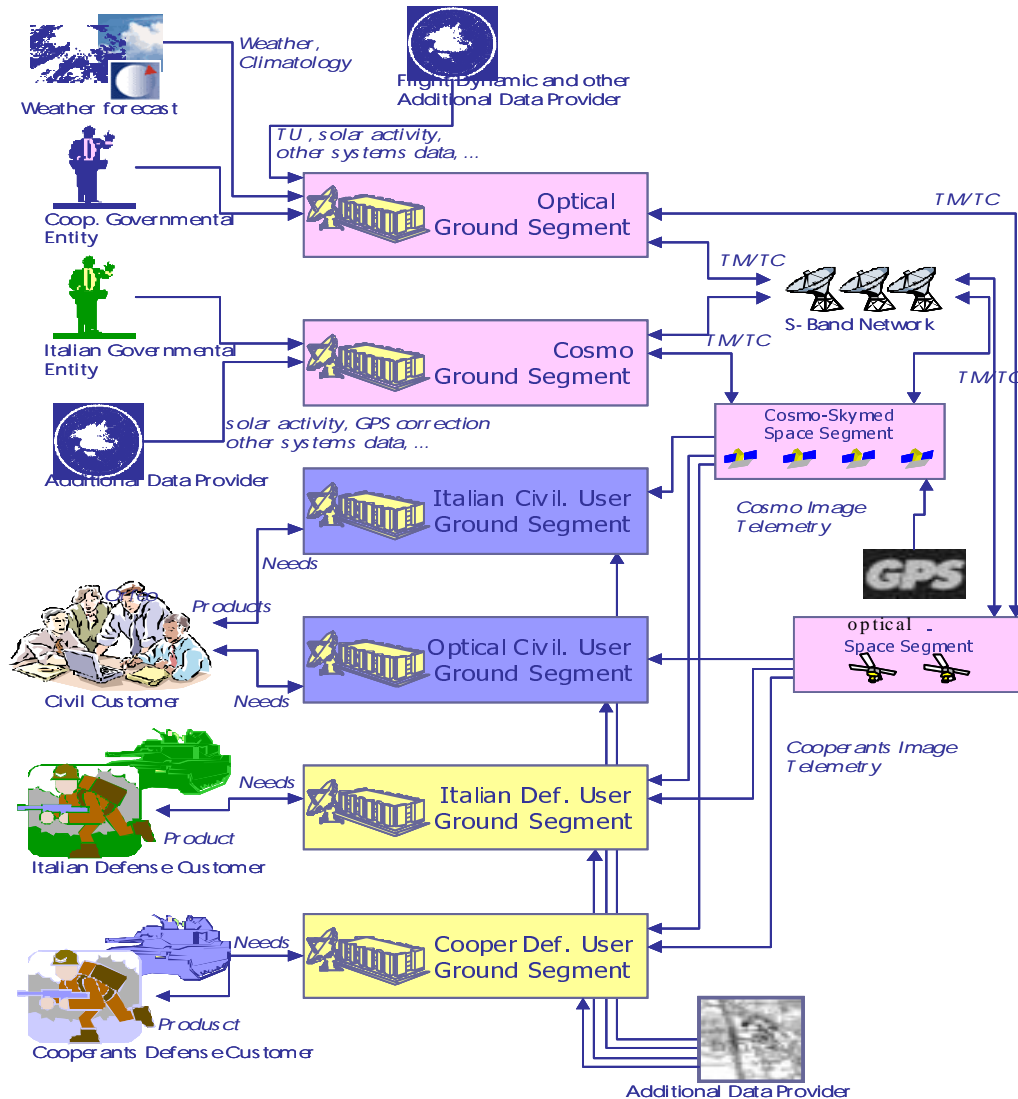 Weather,
Climatology
Flight Dynamic and other
Additional Data Provider
Weather forecast
TU, solar activity,
other systems data, ...
Optical
Ground Segment
TM/TC
Coop. Governmental
Entity
TM/TC
S-Band Network
Italian Governmental
Entity
Cosmo
Ground Segment
TM/TC
TM/TC
Cosmo-Skymed
Space Segment
solar activity, GPS correction
other systems data, ...
Additional Data Provider
Italian Civil. User
Ground Segment
Cosmo Image
Telemetry
Needs
GPS
Products
optical -
Space Segment
Optical Civil. User
Ground Segment
Civil Customer
Needs
Cooperants Image
Telemetry
Needs
Italian Def. User
Ground Segment
Product
Italian Defense Customer
Needs
Cooper Def. User
Ground Segment
Produsct
Cooperants Defense Customer
Additional Data Provider